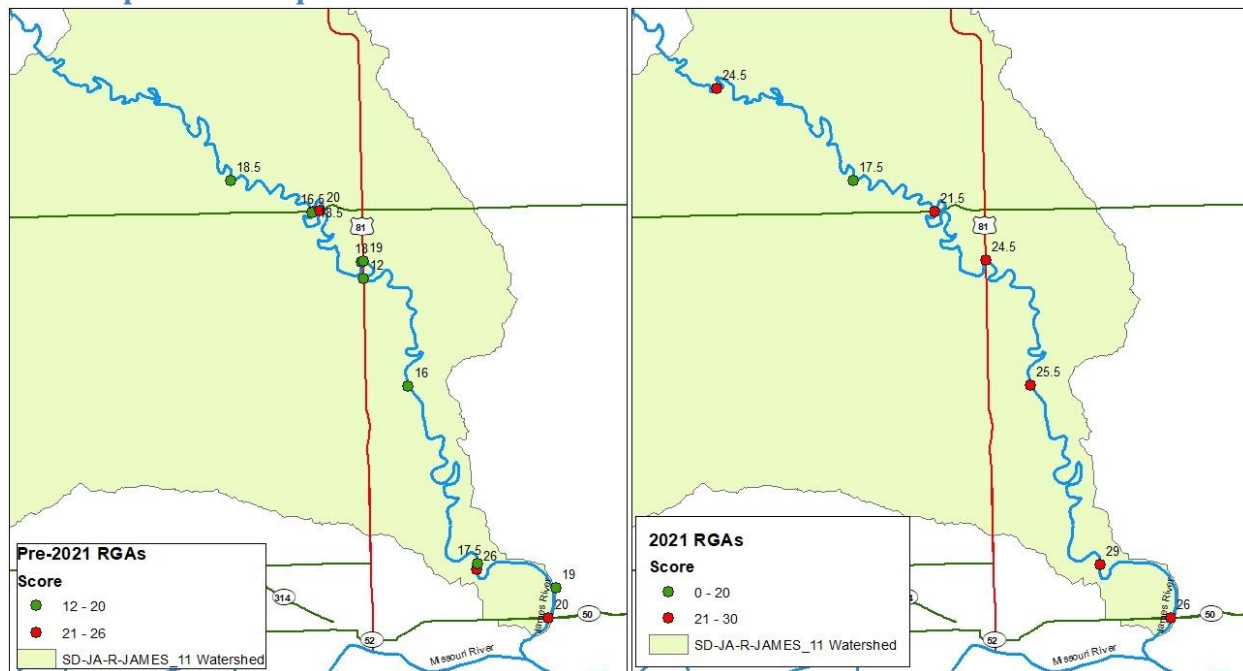 18.5
16.5
20
18.5
81
19
12
16
17.5
26
19
20
James River
50
314
52
Missouri River
Pre-2021 RGAs
Score
12 - 20
21 - 26
SD-JA-R-JAMES_11 Watershed
24.5
17.5
21.5
81
24.5
25.5
29
26
James River
50
52
Missouri River
2021 RGAs
Score
0 - 20
21 - 30
SD-JA-R-JAMES_11 Watershed